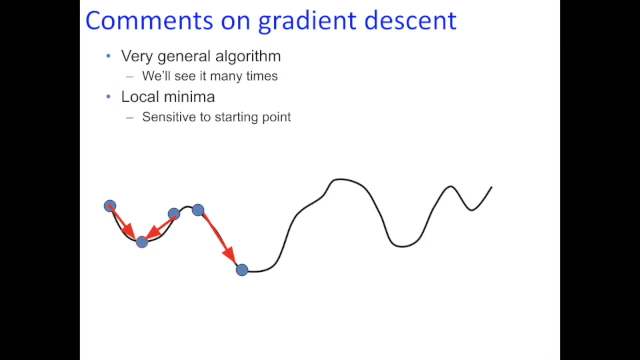 Comments on gradient descent
• Very general algorithm
– We'll see it many times
• Local minima
– Sensitive to starting point